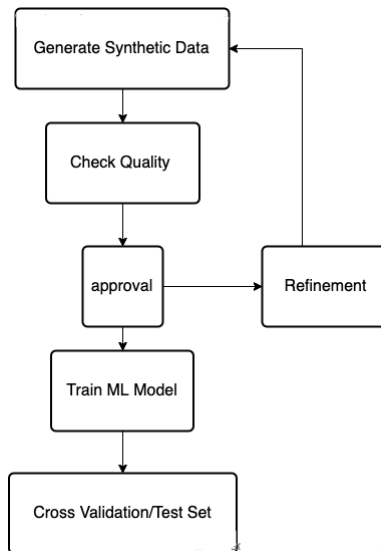 Generate Synthetic Data
Check Quality
approval
Refinement
Train ML Model
Cross Validation/Test Set